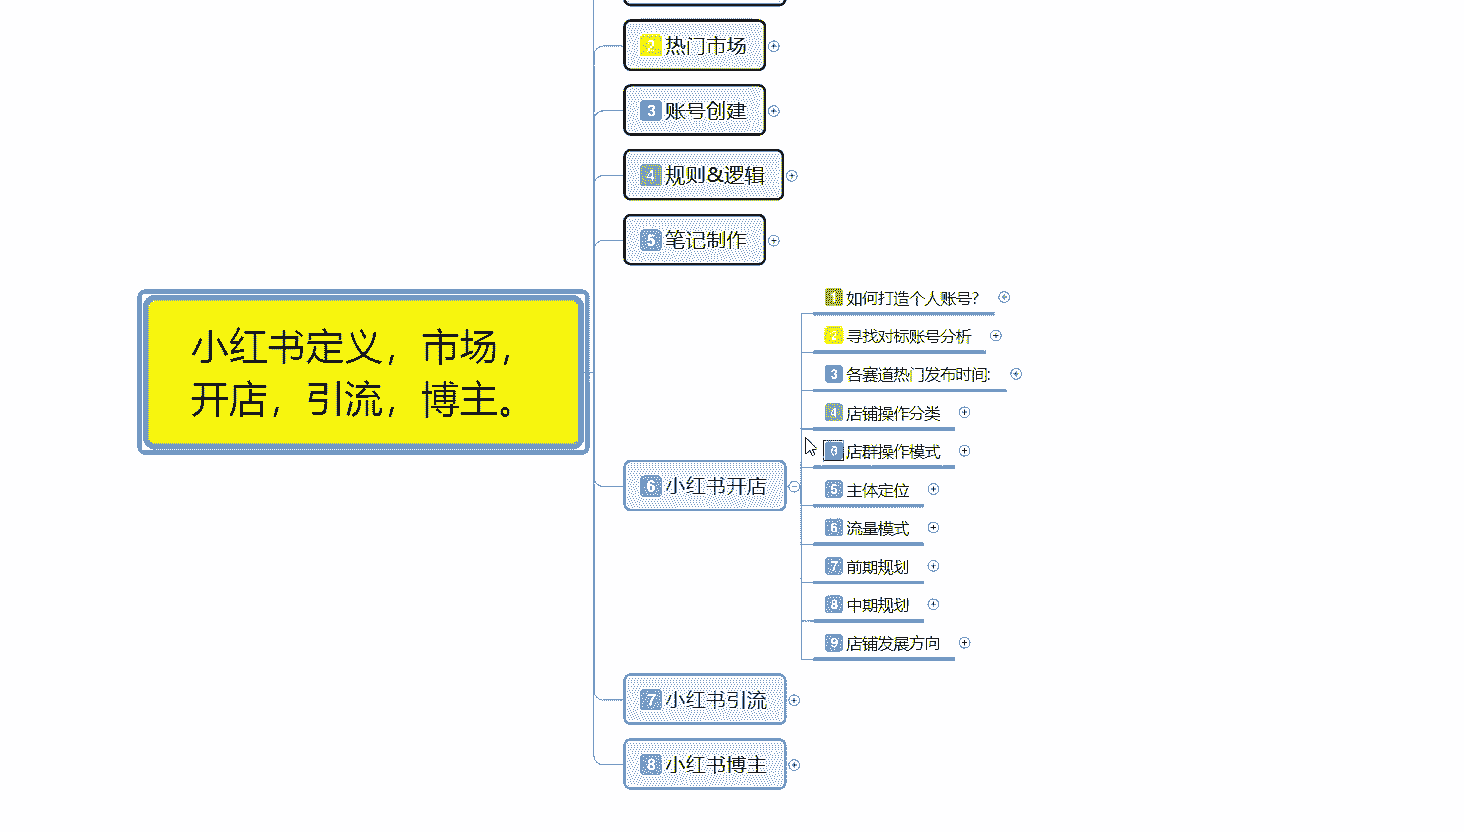 小红书定义，市场，
开店，引流，博主。
2 热门市场
3 账号创建
4 规则&逻辑
5 笔记制作
6 小红书开店
1 如何打造个人账号?
寻找对标账号分析
3 各赛道热门发布时间:
4 店铺操作分类
店群操作模式
5 主体定位
6 流量模式
7 前期规划
8 中期规划
9 店铺发展方向
7 小红书引流
8 小红书博主